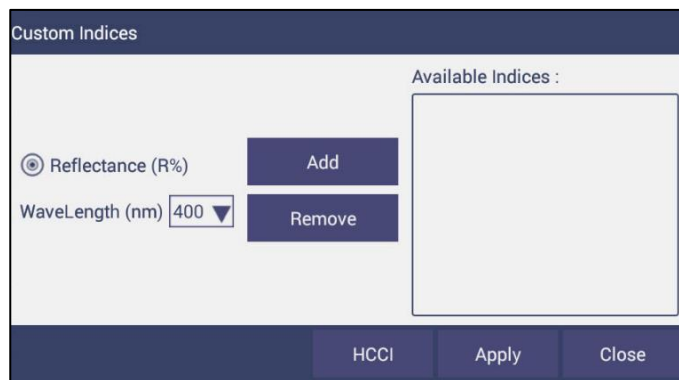 Custom Indices
Available Indices :
Reflectance (R%)
Add
WaveLength (nm) 400
Remove
HCCI Apply Close